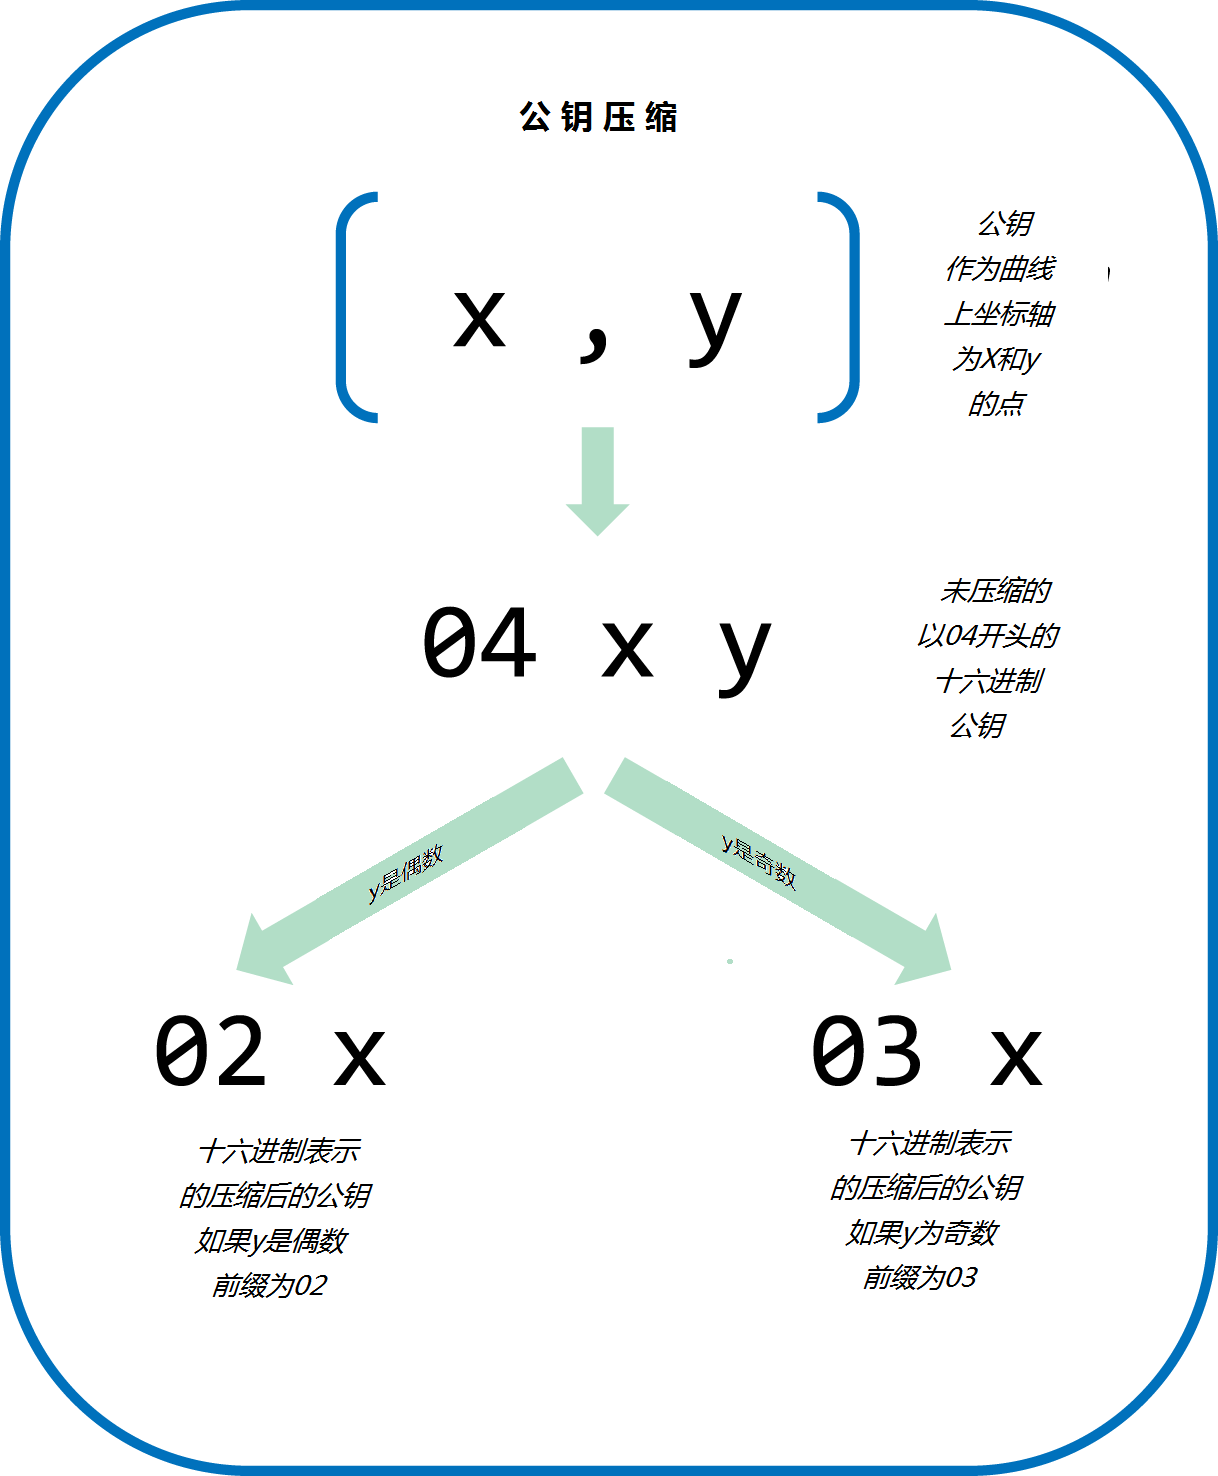 公钥压缩
x , y
公钥
作为曲线
上坐标轴
为X和y
的点
04 x y
未压缩的
以04开头的
十六进制
公钥
y是偶数
y是奇数
02 x
03 x
十六进制表示
的压缩后的公钥
如果y是偶数
前缀为02
十六进制表示
的压缩后的公钥
如果y为奇数
前缀为03